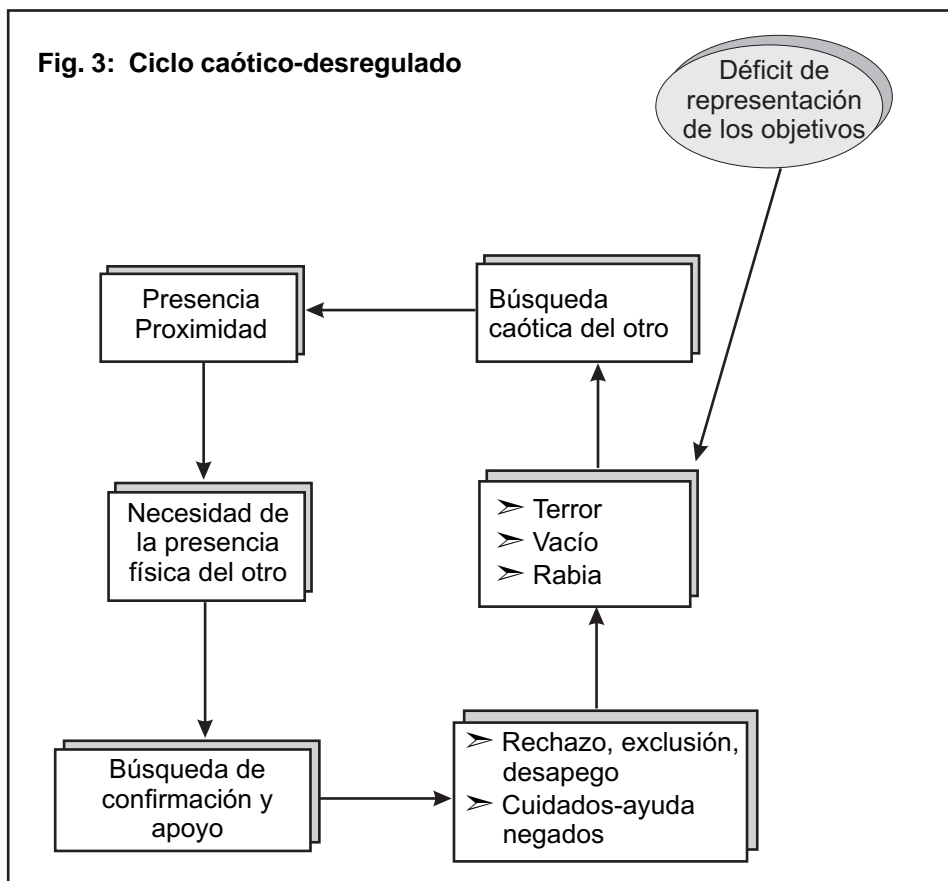 Fig. 3: Ciclo caótico-desregulado
Déficit de
representación
de los objetivos
Presencia
Proximidad
Búsqueda
caótica del otro
Necesidad de
la presencia
física del otro
➢ Terror
➢ Vacío
➢ Rabia
Búsqueda de
confirmación y
apoyo
➢ Rechazo, exclusión,
desapego
➢ Cuidados-ayuda
negados